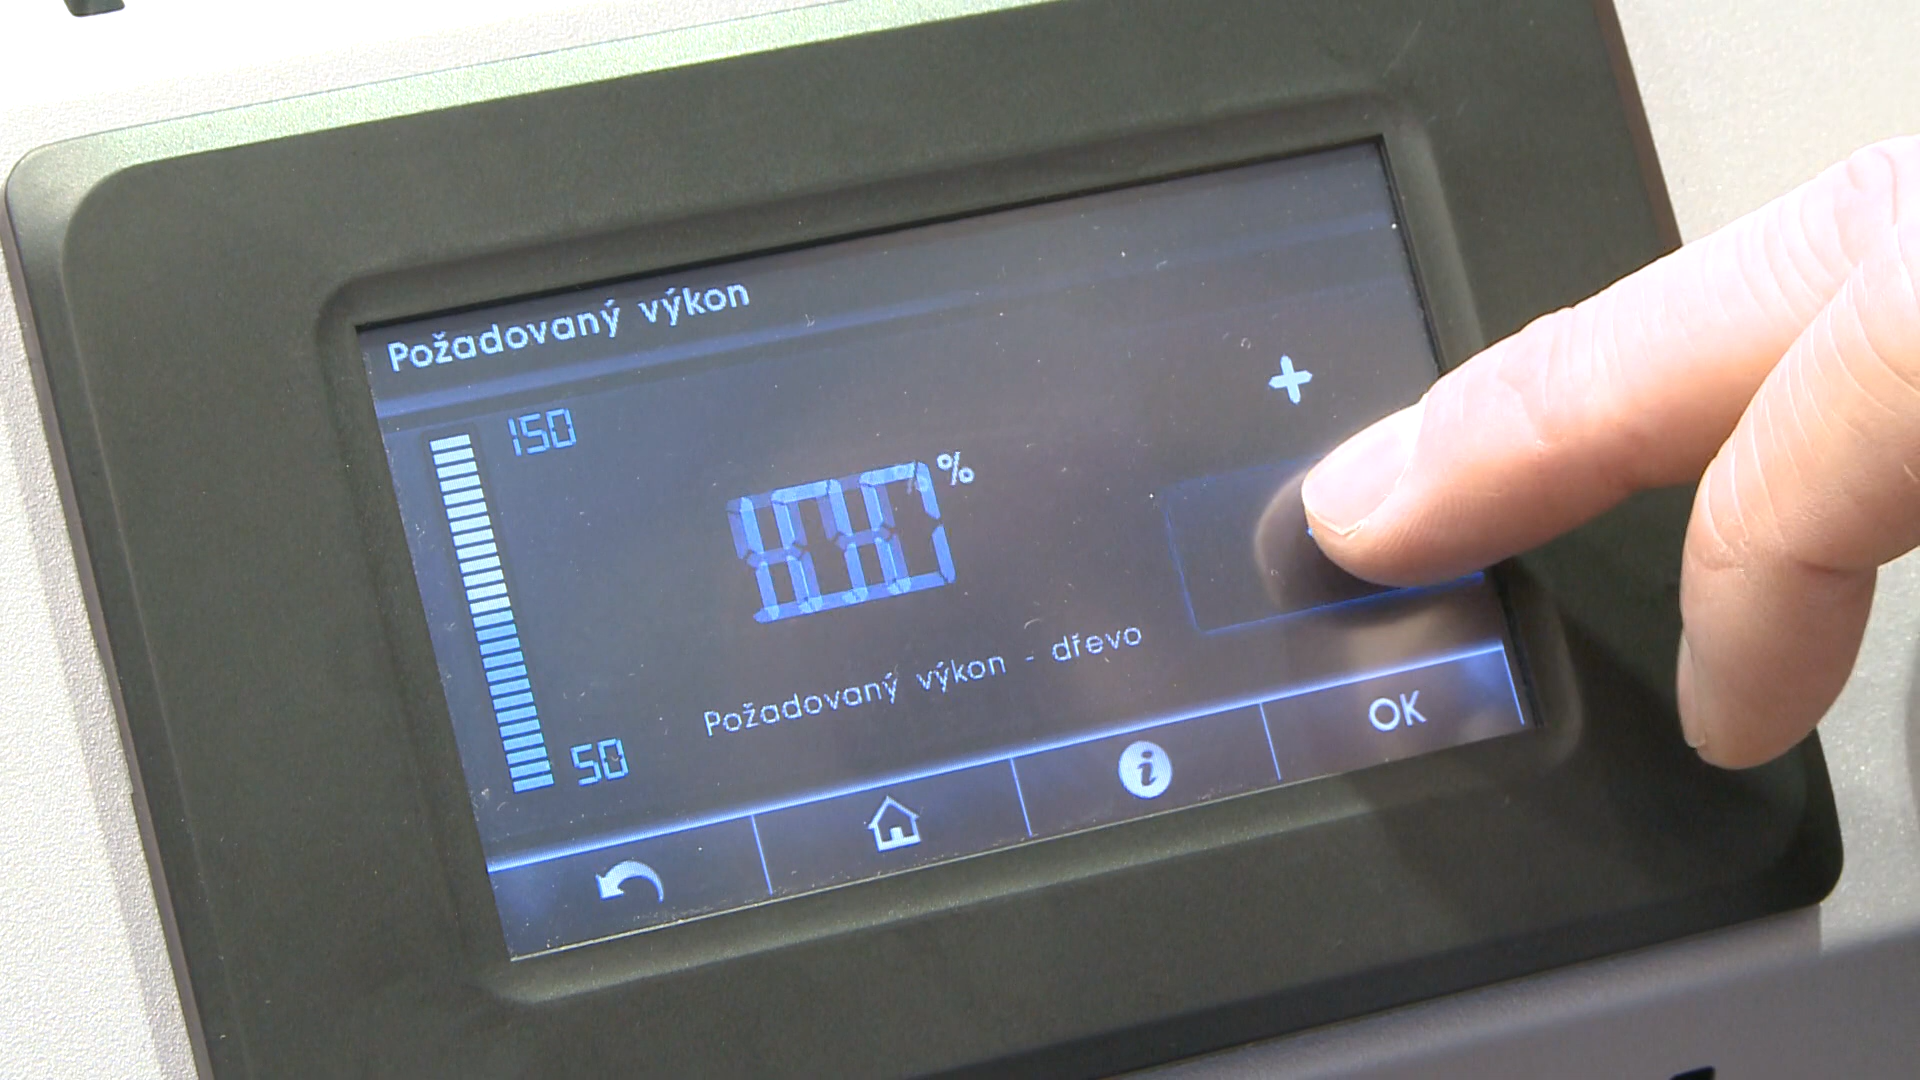 Požadovaný výkon
150
%
50
Požadovaný výkon - dřevo
+
i
OK